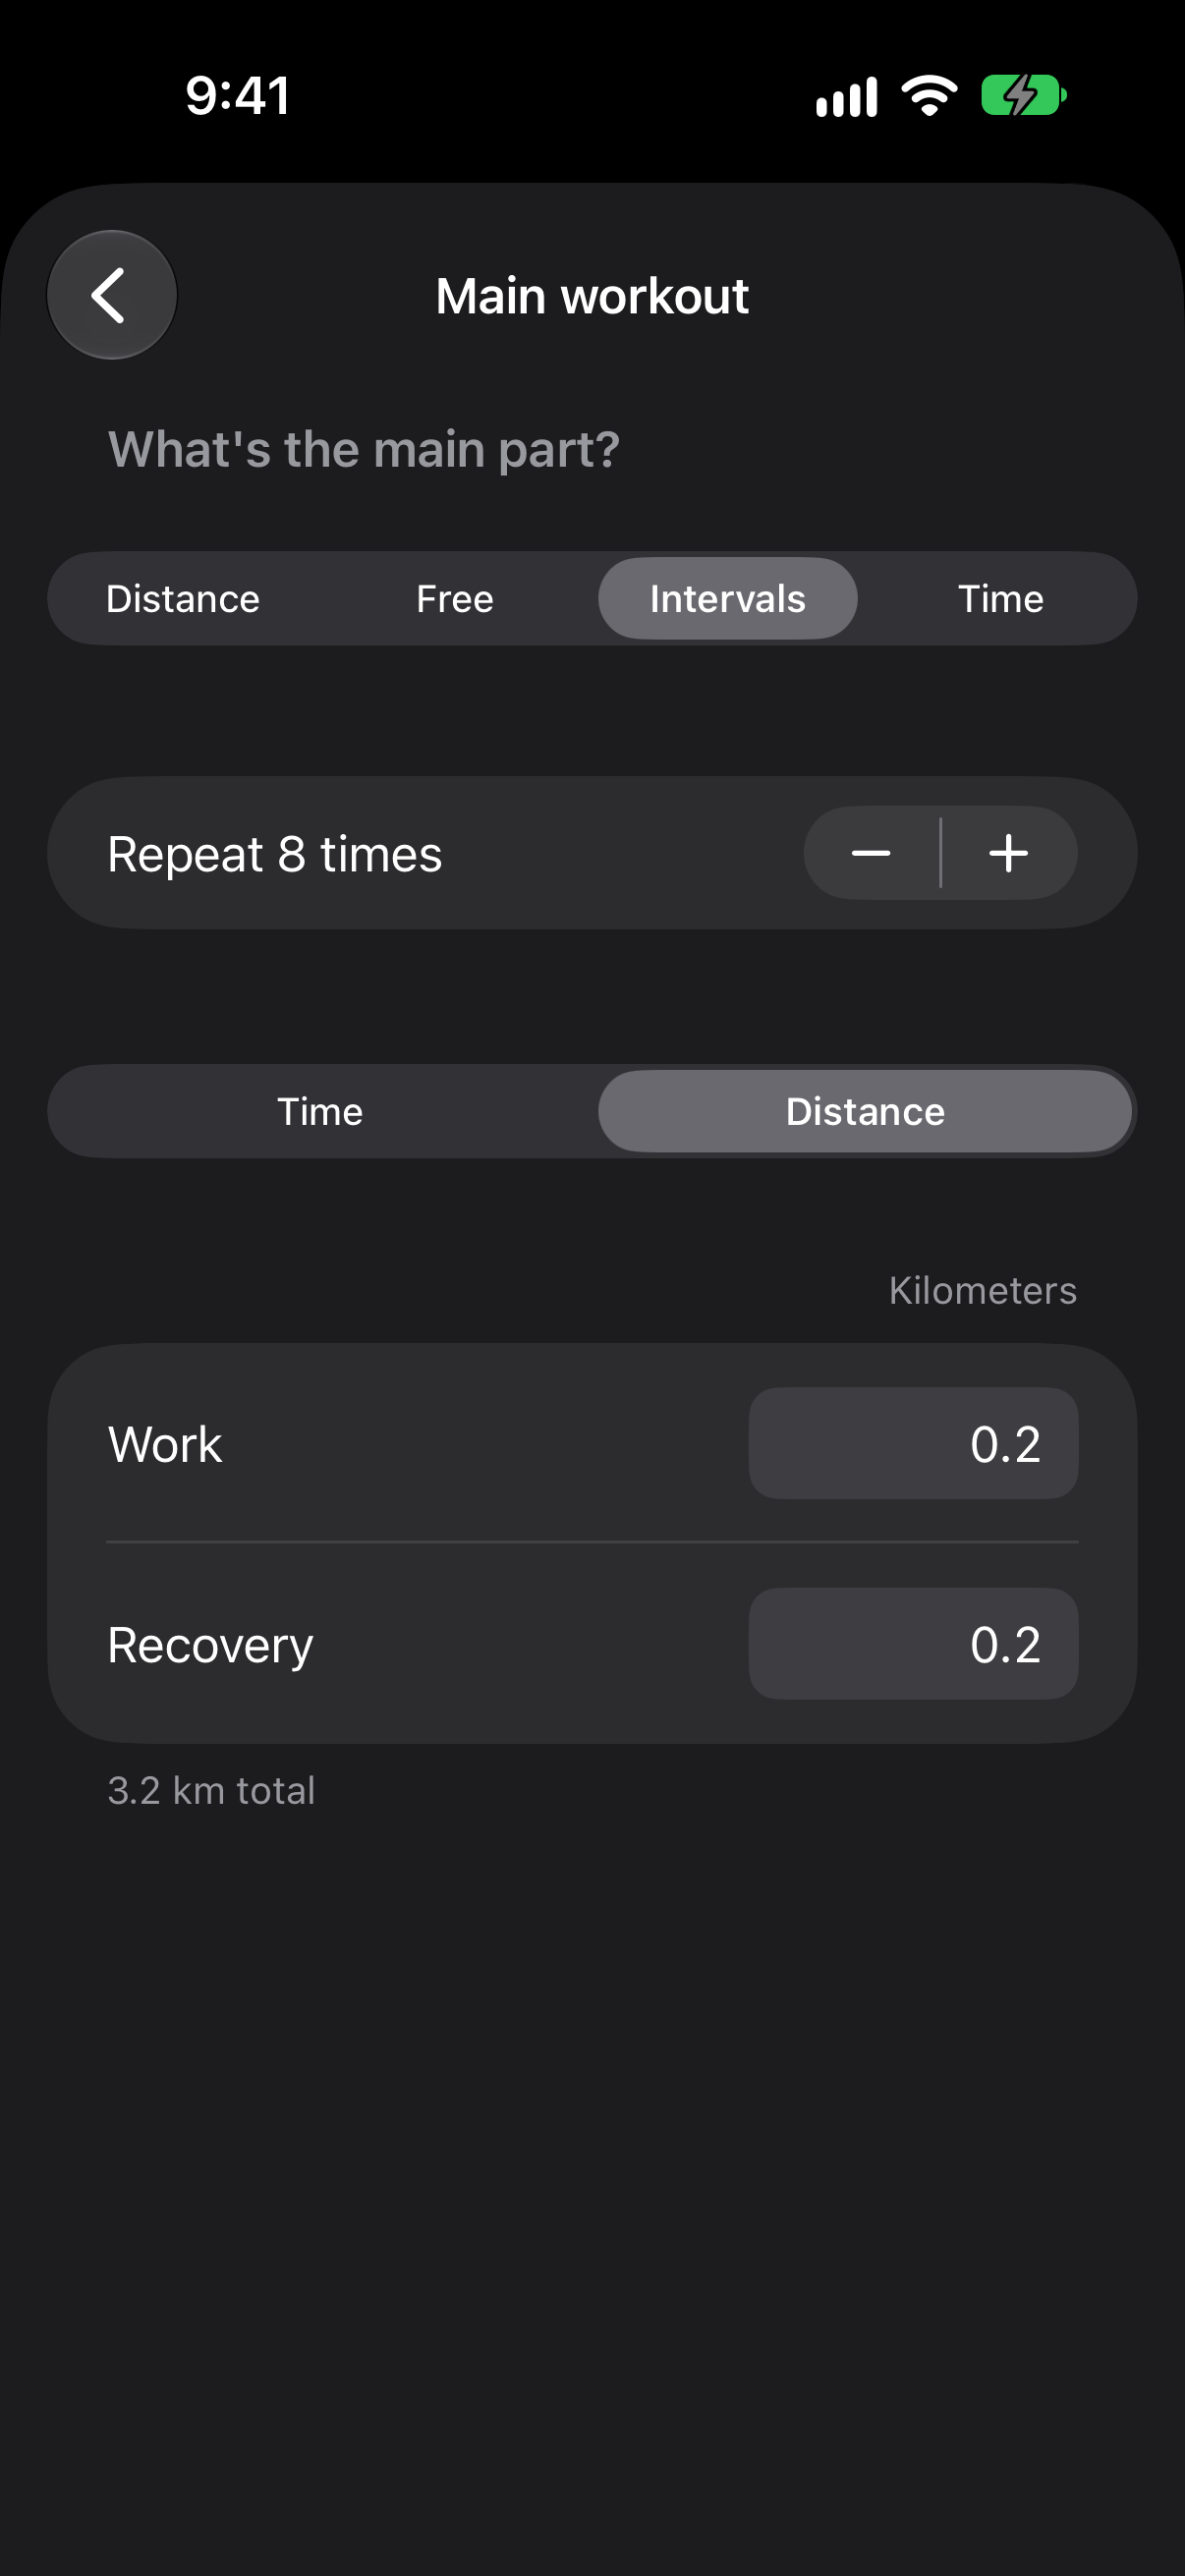 9:41
Main workout
What's the main part?
Distance Free Intervals Time
Repeat 8 times
Time Distance
Kilometers
Work 0.2
Recovery 0.2
3.2 km total